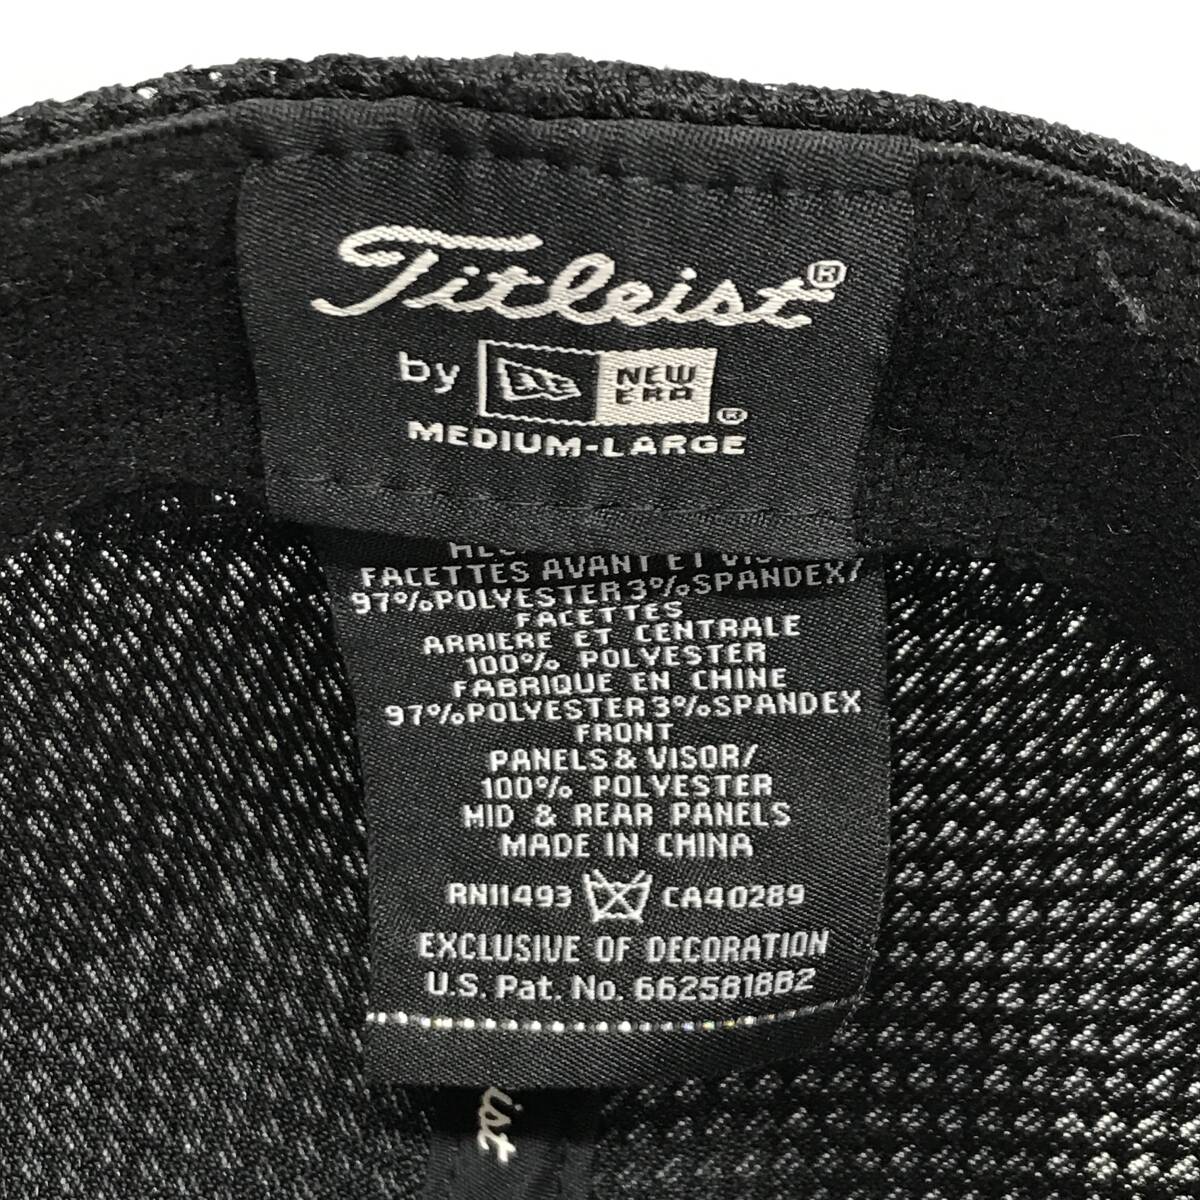 Titleist®
by NEW
ERA ®
MEDIUM-LARGE
FACETTES AVANT ET
97%POLYESTER3%SPANDEX/
FACETTES
ARRIERE ET CENTRALE
100% POLYESTER
FABRIQUE EN CHINE
97%POLYESTER3%SPANDEX
FRONT
PANELS & VISOR/
100% POLYESTER
MID & REAR PANELS
MADE IN CHINA
RN11493 CA40289
EXCLUSIVE OF DECORATION
U.S. Pat. No. 6625818B2
ist